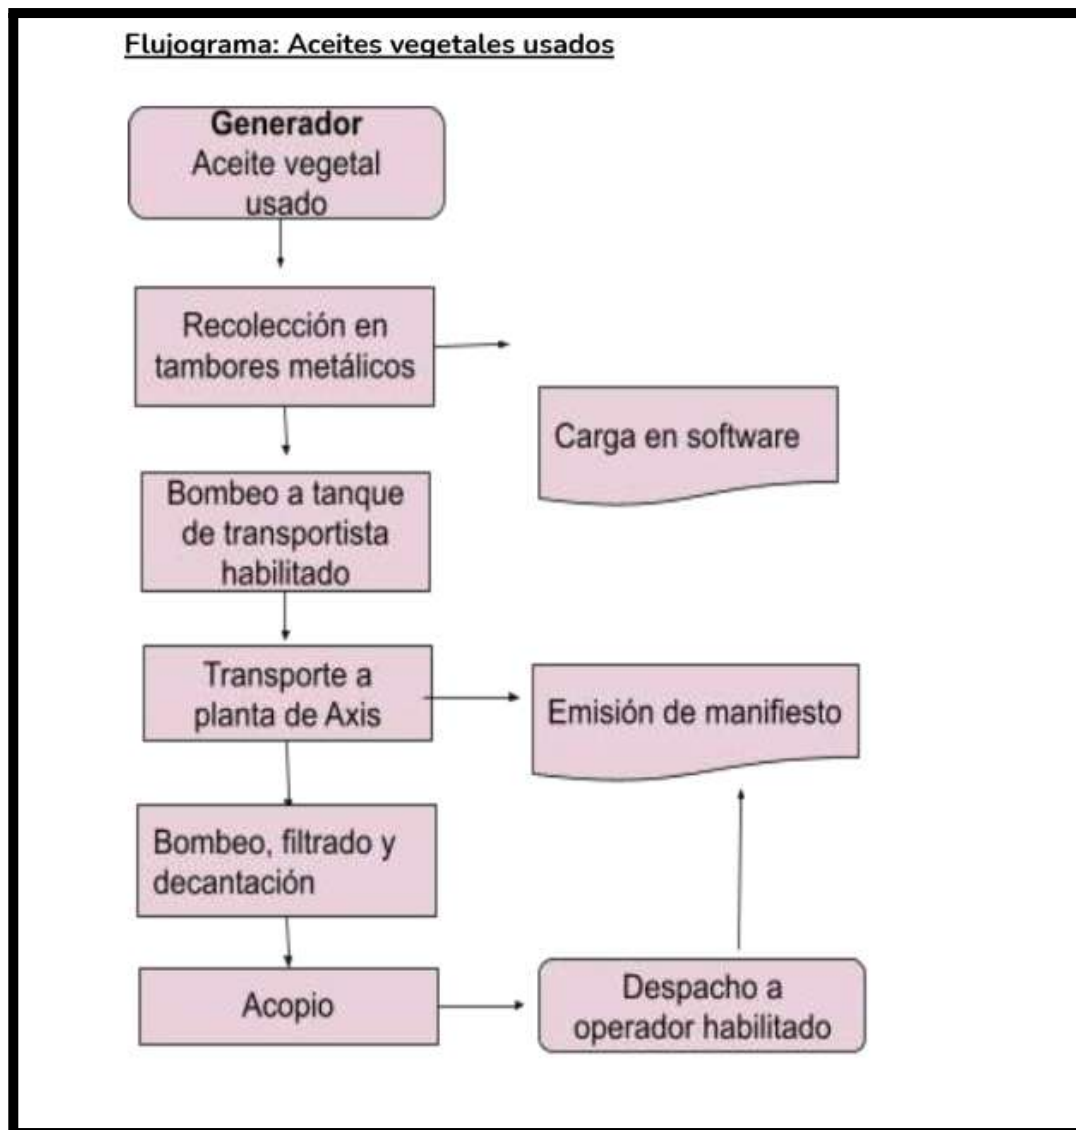 Flujograma: Aceites vegetales usados
Generador
Aceite vegetal
usado
Recolección en
tambores metálicos
Carga en software
Bombeo a tanque
de transportista
habilitado
Transporte a
planta de Axis
Emisión de manifiesto
Bombeo, filtrado y
decantación
Acopio
Despacho a
operador habilitado